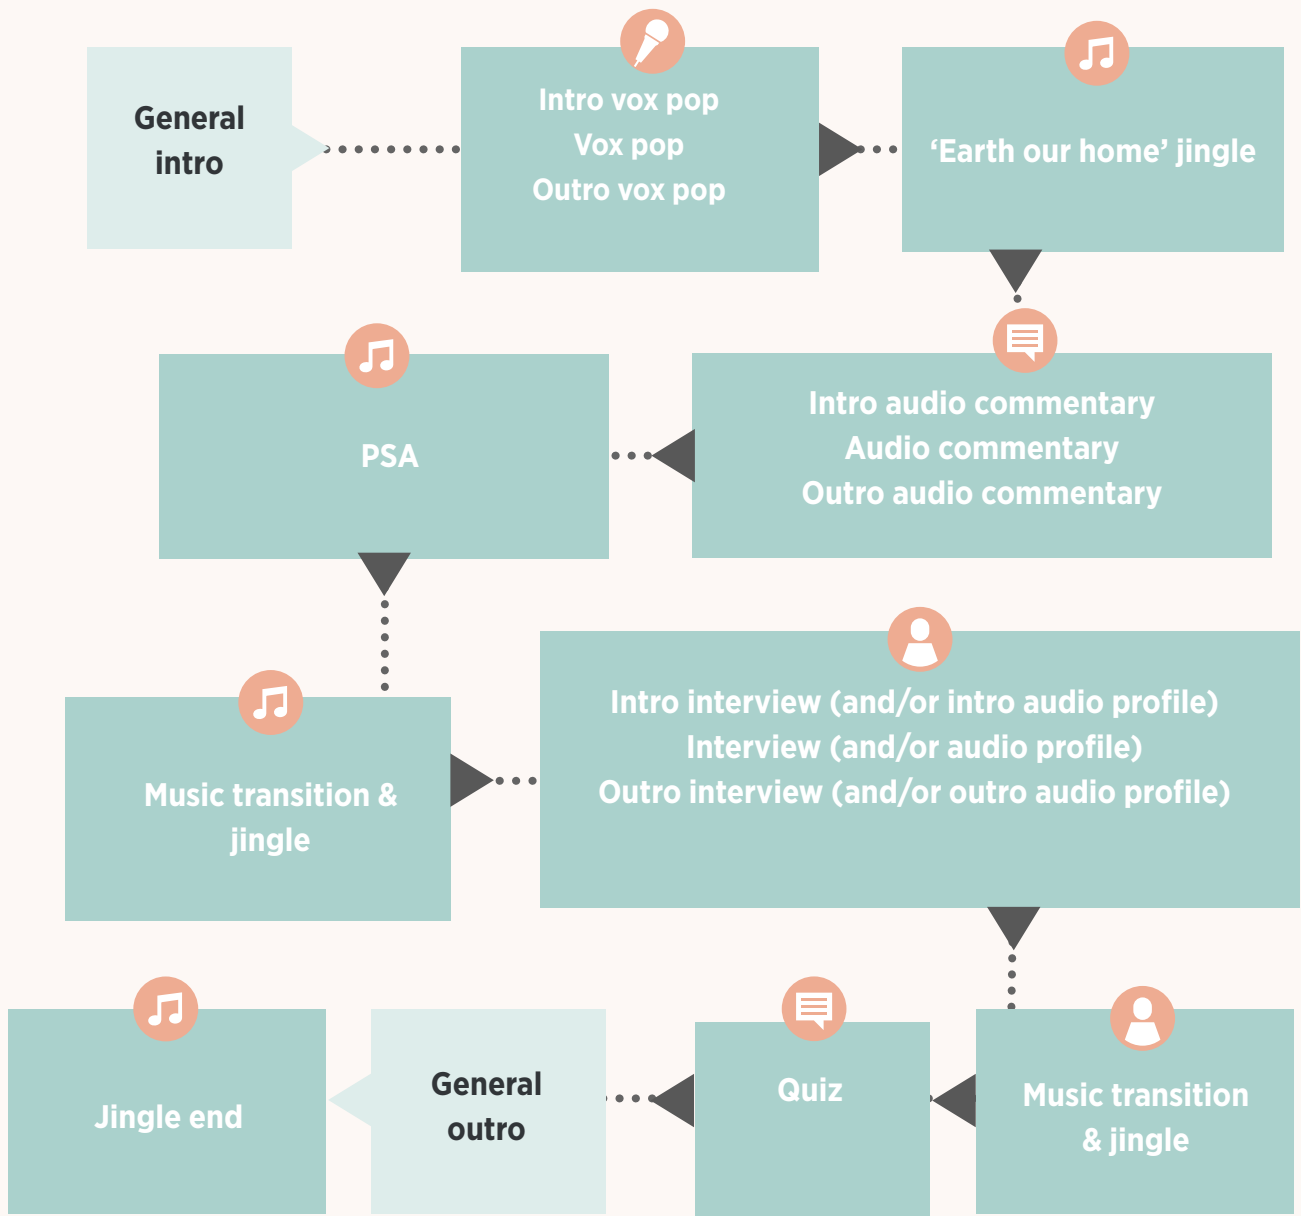 General
intro
Intro vox pop
Vox pop
Outro vox pop
‘Earth our home’ jingle
Intro audio commentary
Audio commentary
Outro audio commentary
PSA
Music transition &
jingle
Intro interview (and/or intro audio profile)
Interview (and/or audio profile)
Outro interview (and/or outro audio profile)
Music transition
& jingle
Quiz
General
outro
Jingle end